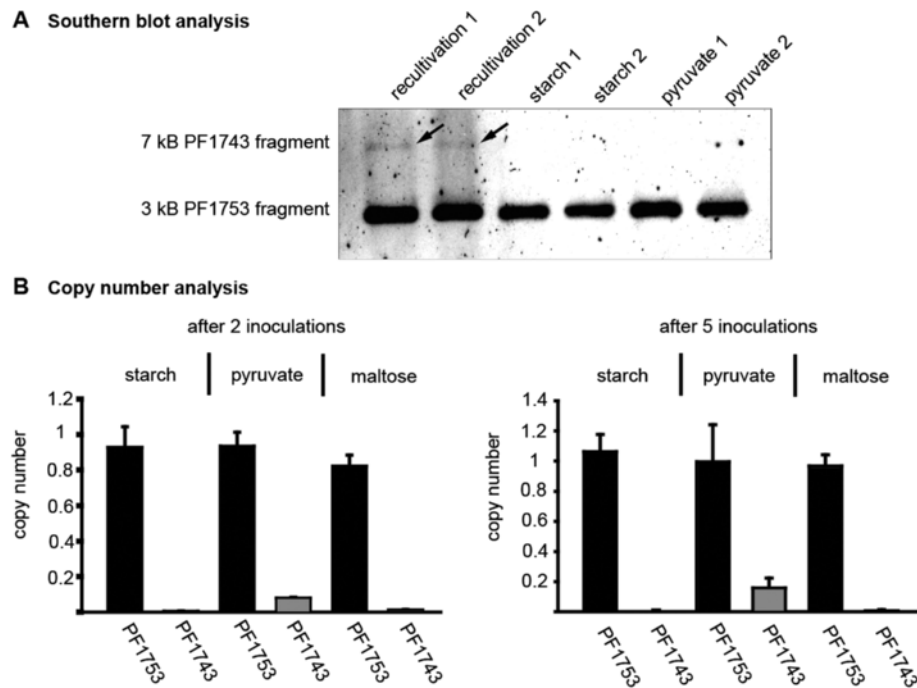 A Southern blot analysis
recultivation 1
recultivation 2
starch 1
starch 2
pyruvate 1
pyruvate 2
7 kB PF1743 fragment
3 kB PF1753 fragment
B Copy number analysis
after 2 inoculations
starch pyruvate maltose
copy number
1.2
1
0.8
0.6
0.4
0.2
PF1753
PF1743
PF1753
PF1743
PF1753
PF1743
after 5 inoculations
starch pyruvate maltose
copy number
1.4
1.2
1
0.8
0.6
0.4
0.2
PF1753
PF1743
PF1753
PF1743
PF1753
PF1743